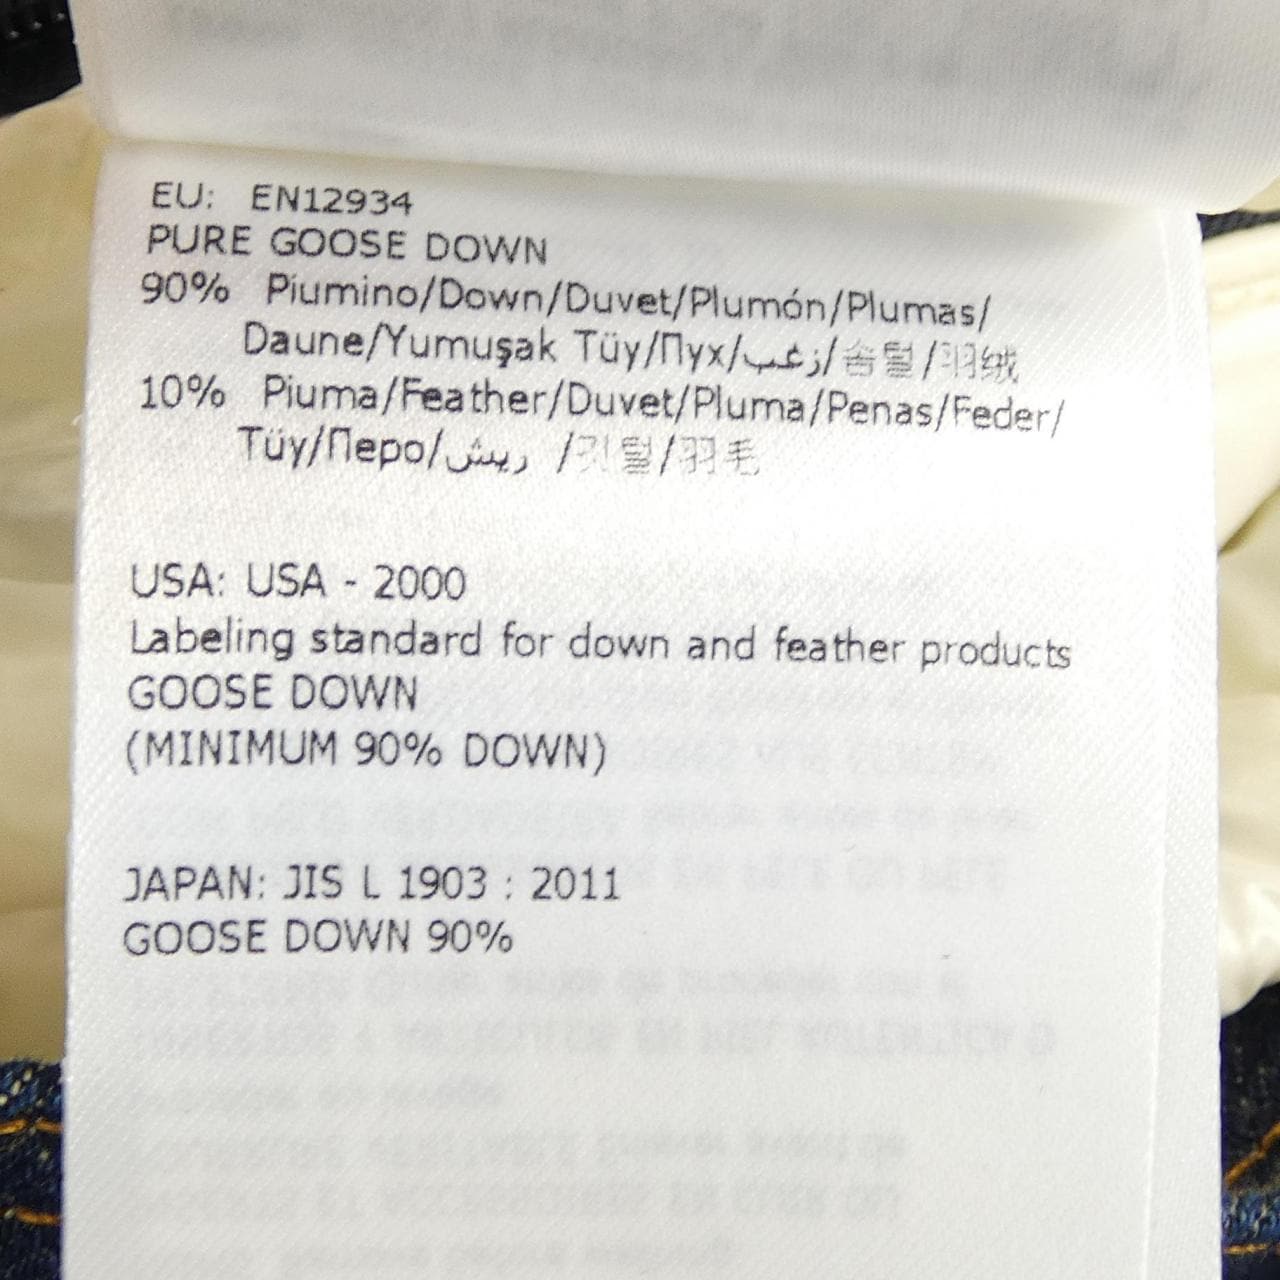 EU: EN12934
PURE GOOSE DOWN
90% Piumino/Down/Duvet/Plumón/Plumas/
Daune/Yumuşak Tüy/Пух/زغب/솜털/羽绒
10% Piuma/Feather/Duvet/Pluma/Penas/Feder/
Tüy/Перо/ريش /깃털/羽毛
USA: USA - 2000
Labeling standard for down and feather products
GOOSE DOWN
(MINIMUM 90% DOWN)
JAPAN: JIS L 1903 : 2011
GOOSE DOWN 90%